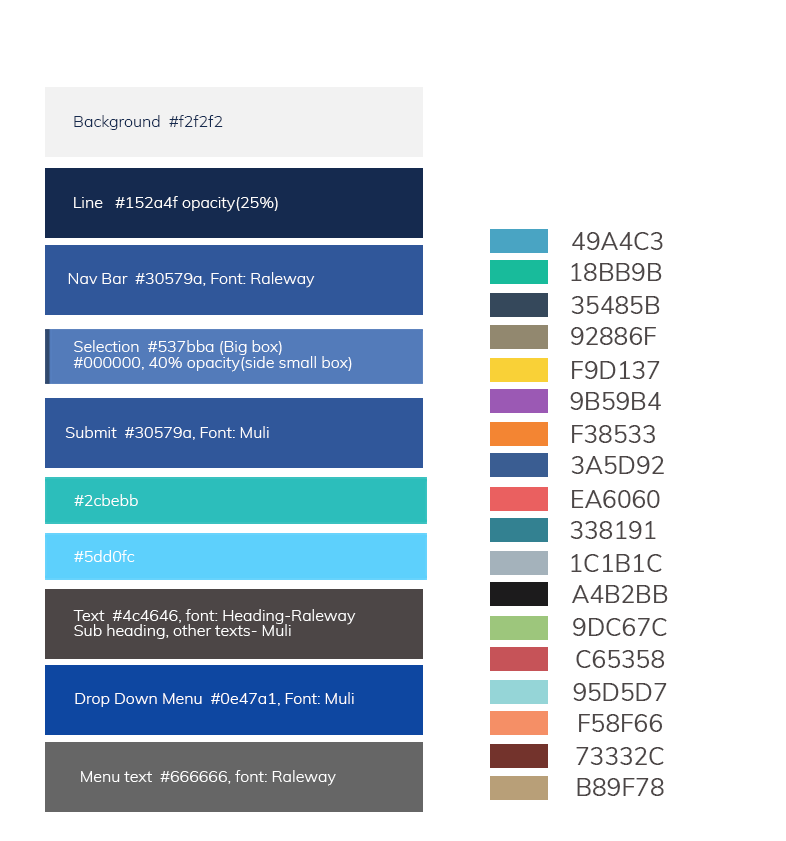 Background #f2f2f2
Line #152a4f opacity(25%)
Nav Bar #30579a, Font: Raleway
Selection #537bba (Big box)
#000000, 40% opacity(side small box)
Submit #30579a, Font: Muli
#2cbebb
#5dd0fc
Text #4c4646, font: Heading-Raleway
Sub heading, other texts- Muli
Drop Down Menu #0e47a1, Font: Muli
Menu text #666666, font: Raleway
49A4C3
18BB9B
35485B
92886F
F9D137
9B59B4
F38533
3A5D92
EA6060
338191
1C1B1C
A4B2BB
9DC67C
C65358
95D5D7
F58F66
73332C
B89F78